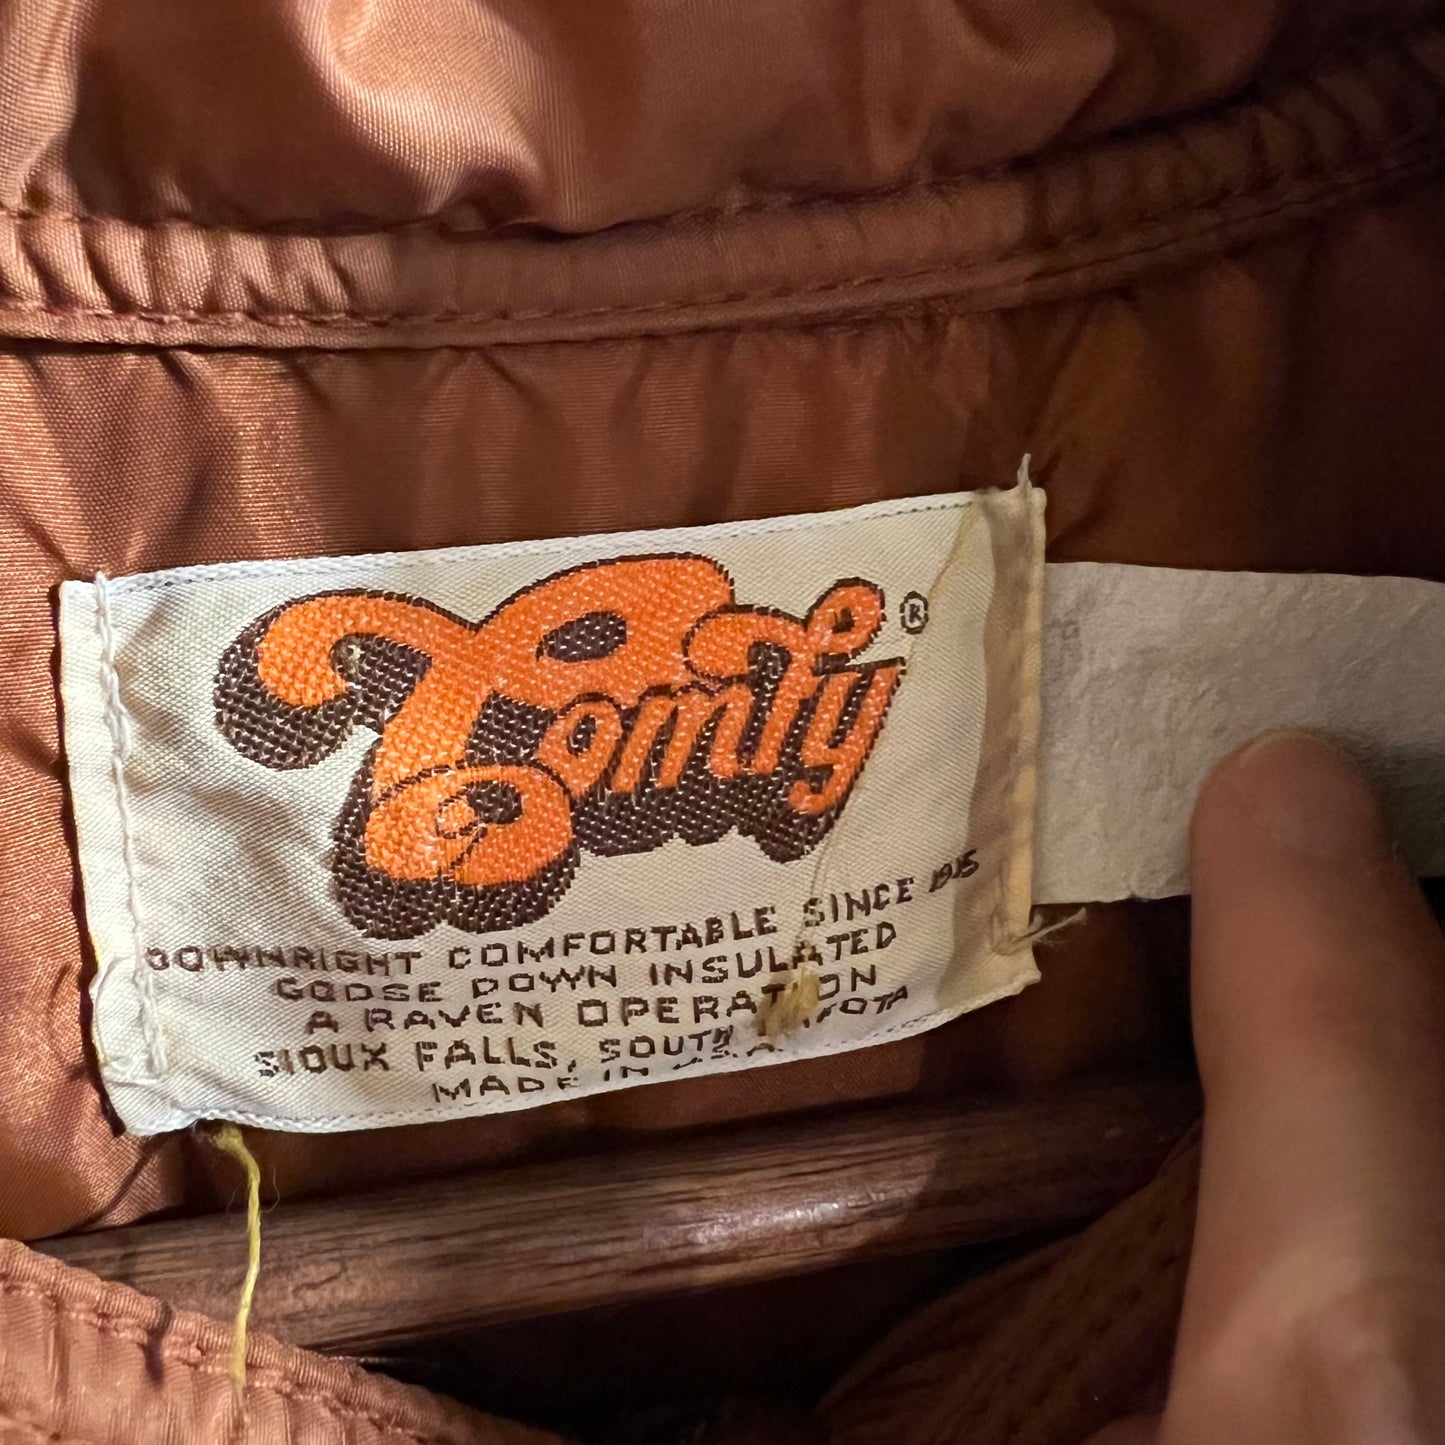 Comfy ®
DOWNRIGHT COMFORTABLE SINCE 1915
GOOSE DOWN INSULATED
A RAVEN OPERATION
SIOUX FALLS, SOUTH DAKOTA
MADE IN U.S.A.